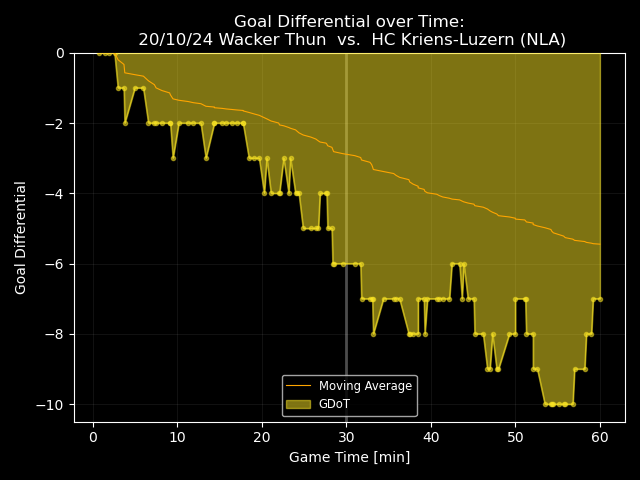 Goal Differential over Time:
20/10/24 Wacker Thun  vs.  HC Kriens-Luzern (NLA)
Goal Differential
0
−2
−4
−6
−8
−10
Moving Average
GDoT
0 10 20 30 40 50 60
Game Time [min]